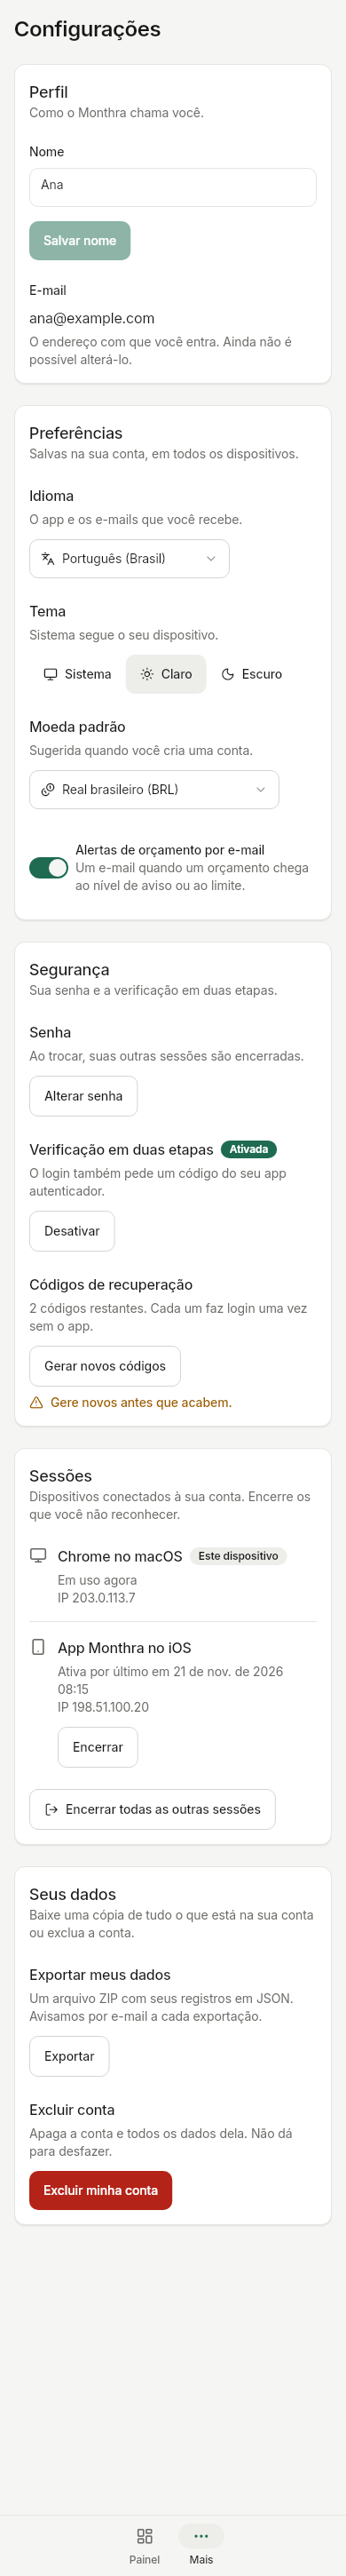 Configurações
Perfil
Como o Monthra chama você.
Nome
Ana
Salvar nome
E-mail
ana@example.com
O endereço com que você entra. Ainda não é
possível alterá-lo.
Preferências
Salvas na sua conta, em todos os dispositivos.
Idioma
O app e os e-mails que você recebe.
Português (Brasil)
Tema
Sistema segue o seu dispositivo.
Sistema Claro Escuro
Moeda padrão
Sugerida quando você cria uma conta.
Real brasileiro (BRL)
Alertas de orçamento por e-mail
Um e-mail quando um orçamento chega
ao nível de aviso ou ao limite.
Segurança
Sua senha e a verificação em duas etapas.
Senha
Ao trocar, suas outras sessões são encerradas.
Alterar senha
Verificação em duas etapas Ativada
O login também pede um código do seu app
autenticador.
Desativar
Códigos de recuperação
2 códigos restantes. Cada um faz login uma vez
sem o app.
Gerar novos códigos
Gere novos antes que acabem.
Sessões
Dispositivos conectados à sua conta. Encerre os
que você não reconhecer.
Chrome no macOS Este dispositivo
Em uso agora
IP 203.0.113.7
App Monthra no iOS
Ativa por último em 21 de nov. de 2026
08:15
IP 198.51.100.20
Encerrar
Encerrar todas as outras sessões
Seus dados
Baixe uma cópia de tudo o que está na sua conta
ou exclua a conta.
Exportar meus dados
Um arquivo ZIP com seus registros em JSON.
Avisamos por e-mail a cada exportação.
Exportar
Excluir conta
Apaga a conta e todos os dados dela. Não dá
para desfazer.
Excluir minha conta
Painel Mais